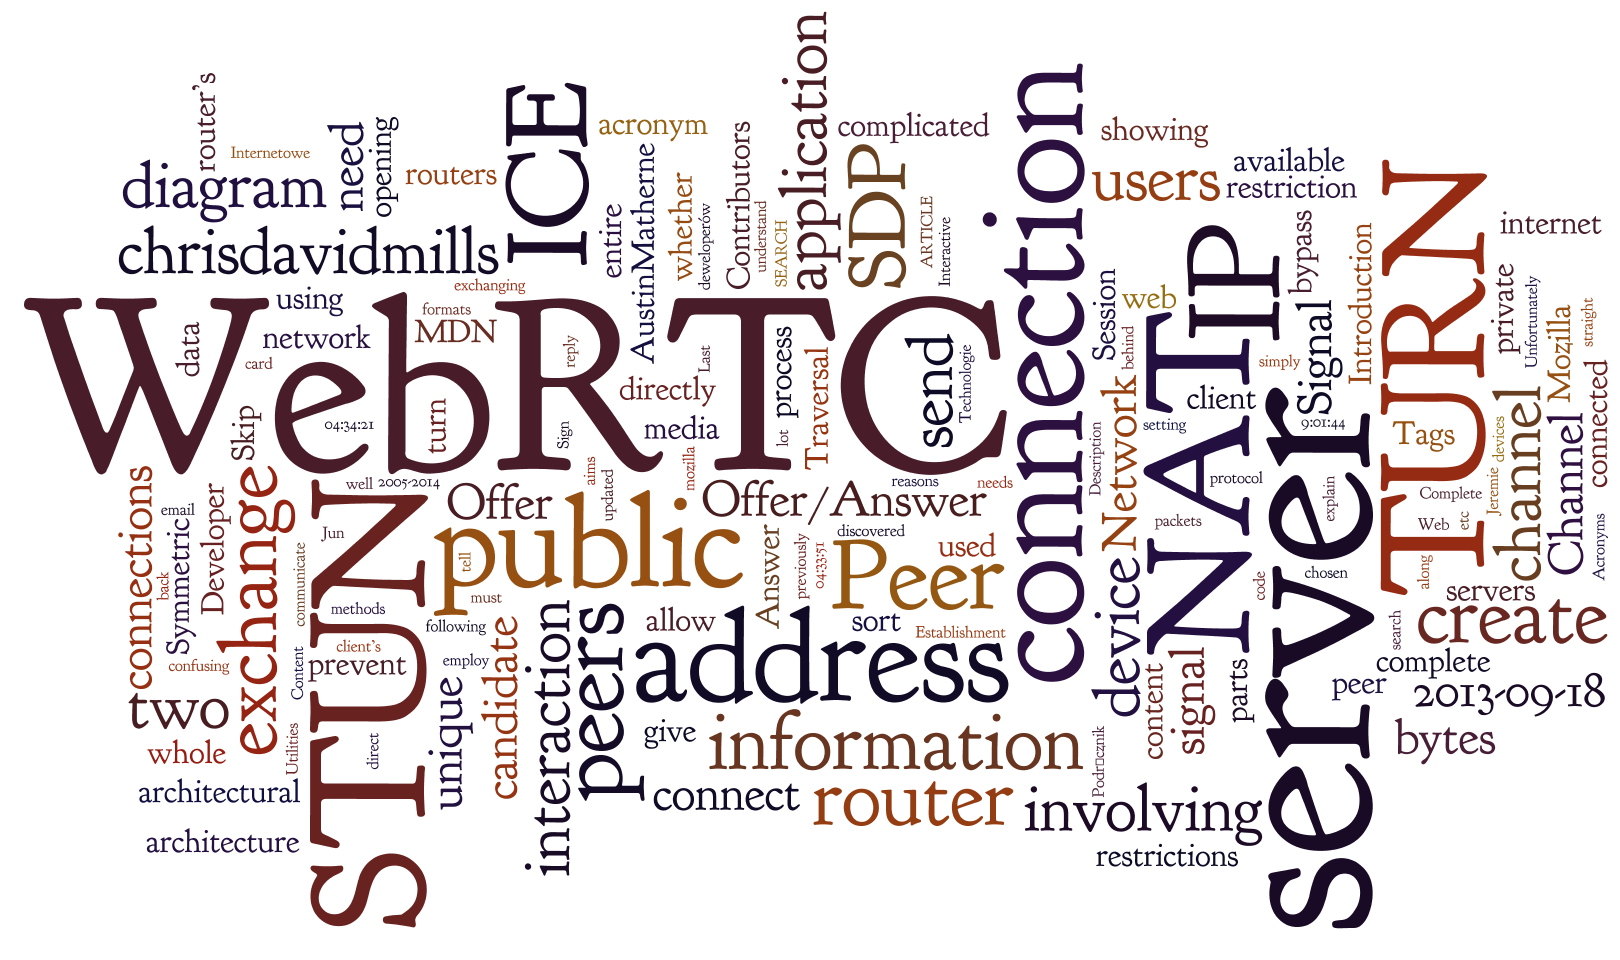 router's
Internetowe
diagram
need
opening
routers
chrisdavidmills
ICE
acronym
entire
AustinMatherne
whether
deweloperów
Contributors
understand
SEARCH
application
complicated
SDP
ARTICLE
Interactive
connection
showing
users
available
restriction
bypass
internet
TURN
Introduction
private
Unfortunately
Mozilla
straight
exchanging
using
network
data
card
formats
MDN
WebRTC
reply
Last
directly
process
Traversal
lot
media
send
Technologie
Session
web
behind
NAT
IP
client
simply
Signal
setting
9:01:44
Tags
devices
channel
Channel
connected
Skip
04:34:21
turn
Sign
aims
updated
mozilla
reasons
needs
Description
Network
protocol
packets
explain
Complete
Jeremie
Web
etc
Acronyms
connections
email
Symmetric
back
Developer
exchange
communicate
confusing
well
2005-2014
Jun
STUN
methods
client's
prevent
Offer
public
tell
must
following
employ
Offer/Answer
discovered
Answer
previously
04:33:51
Peer
used
sort
Establishment
allow
address
device
code
server
chosen
along
servers
search
create
complete
peer
2013-09-18
bytes
two
whole
Content
Utilities
direct
unique
candidate
interaction
peers
give
information
connect
router
content
signal
parts
involving
restrictions
architectural
architecture